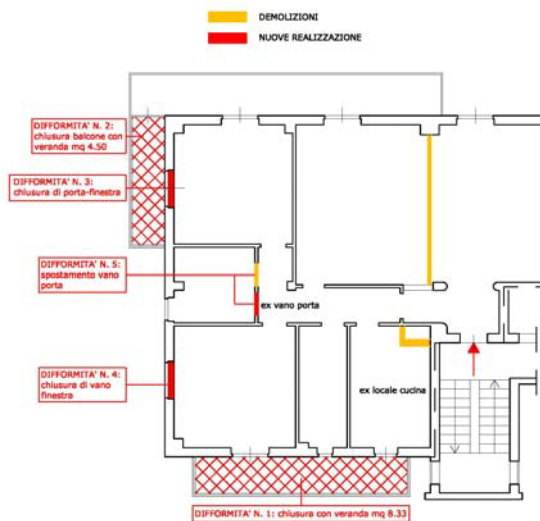 DEMOLIZIONI
NUOVE REALIZZAZIONE
DIFFORMITA' N. 2:
chiusura balcone con
veranda mq 4.50
DIFFORMITA' N. 3:
chiusura di porta-finestra
DIFFORMITA' N. 5:
spostamento vano
porta
ex vano porta
DIFFORMITA' N. 4:
chiusura di vano
finestra
ex locale cucina
DIFFORMITA' N. 1: chiusura con veranda mq 8.33